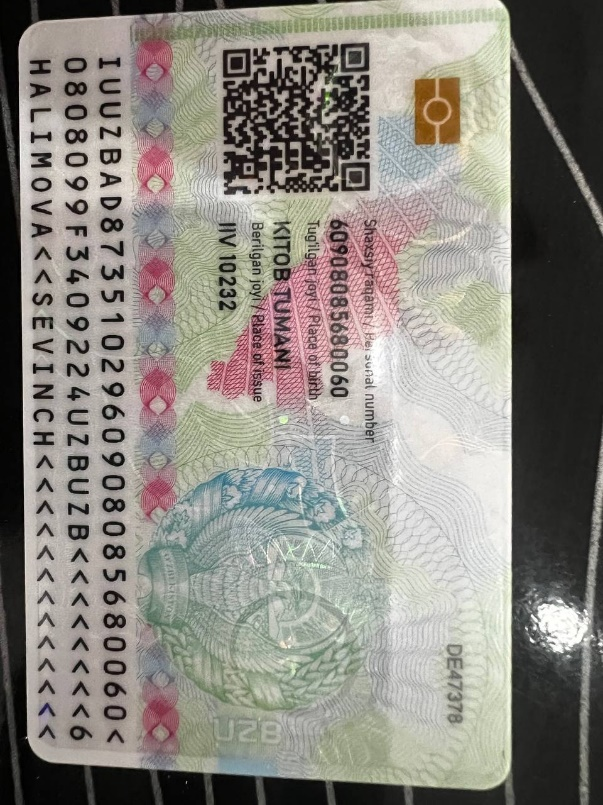 DE47378
Shaxsiy raqami / Personal number
60908085680060
Tug'ilgan joyi / Place of birth
KITOB TUMANI
Berilgan joyi / Place of issue
IIV 10232
UZB
IUUZBAD8735102960908085680060<
0808099F3409224UZBUZB<<<<<<<<6
HALIMOVA<<SEVINCH<<<<<<<<<<<<<